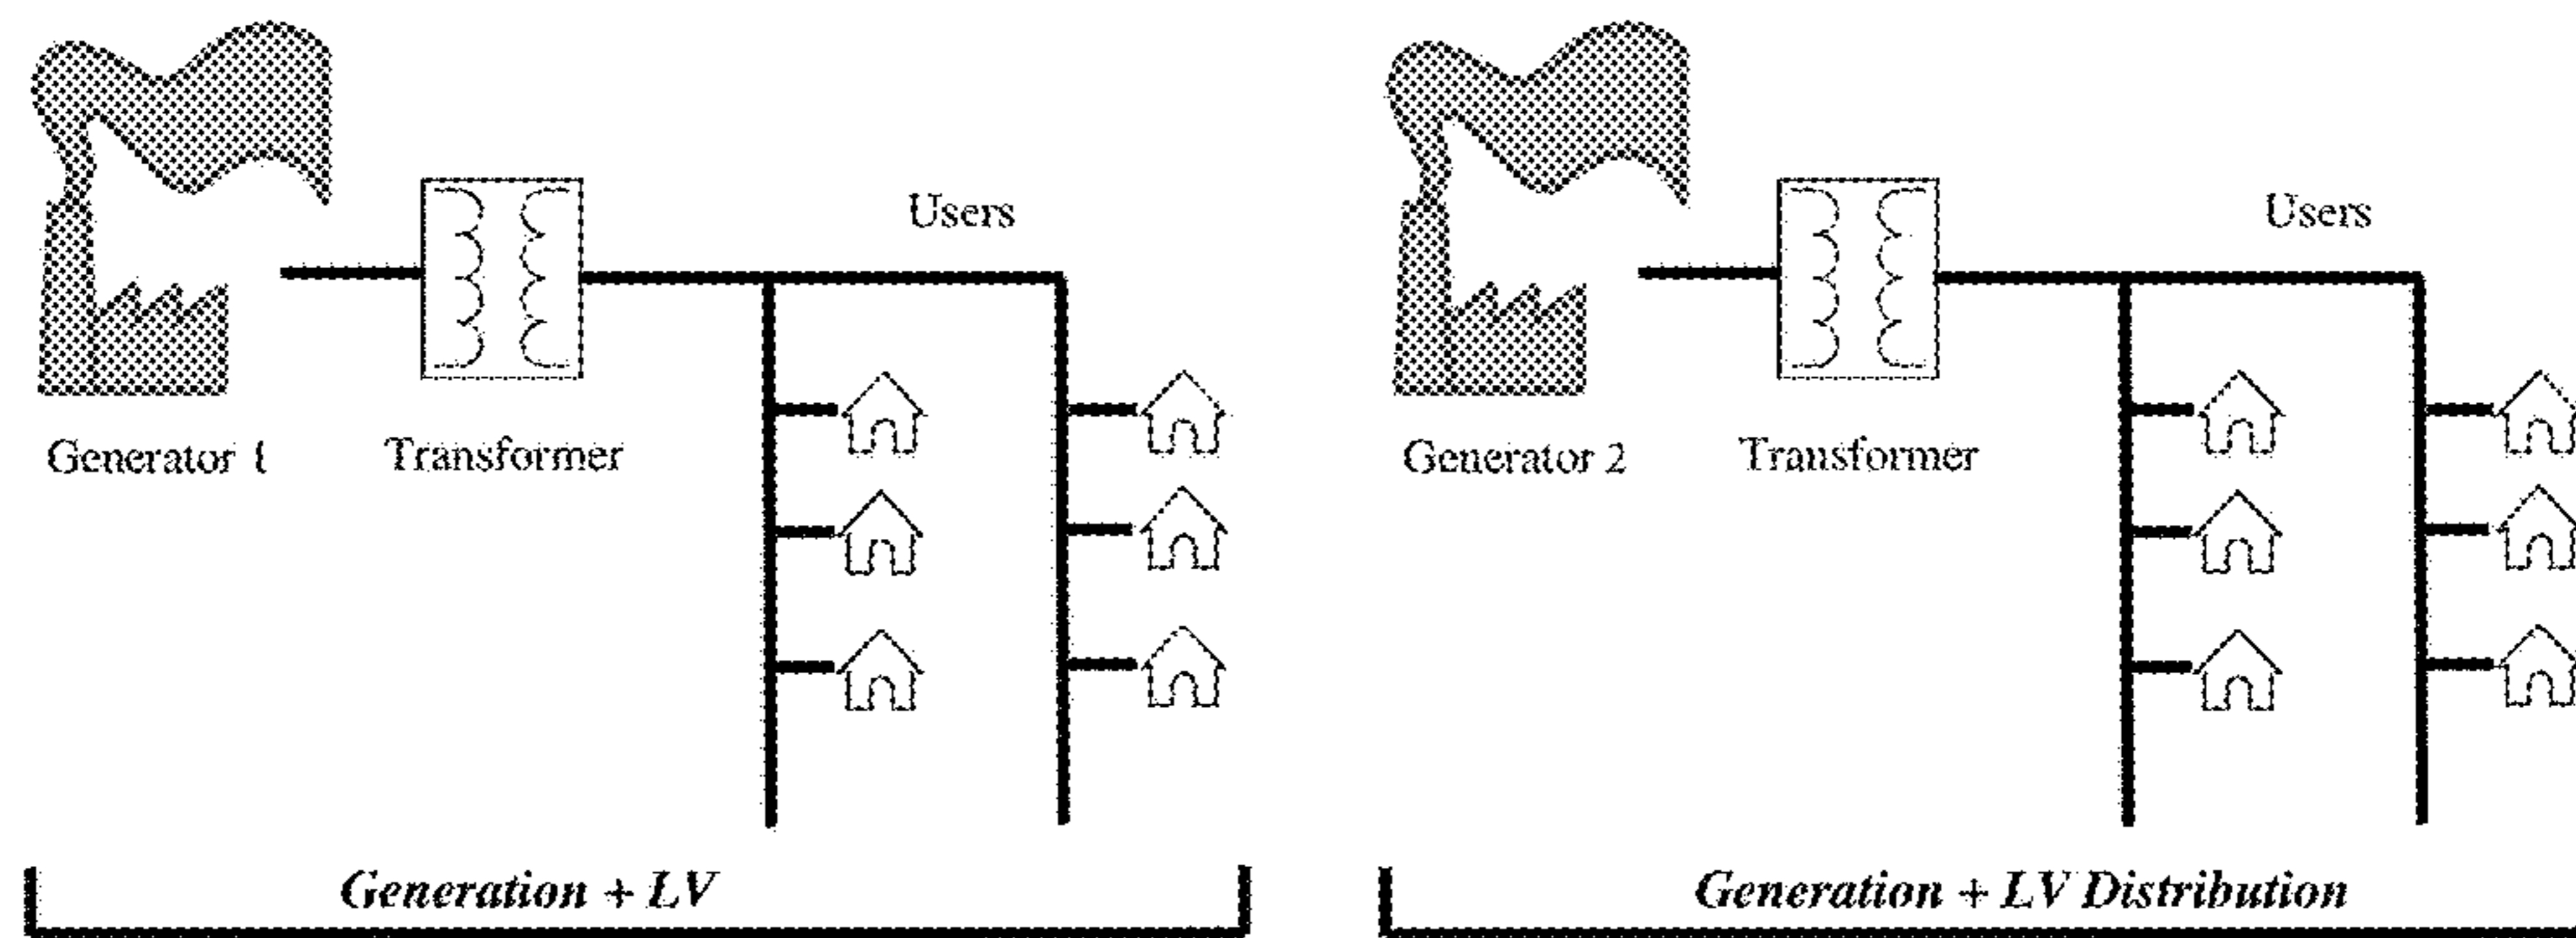 Users
Generator 1
Transformer
Generation + LV
Users
Generator 2
Transformer
Generation + LV Distribution